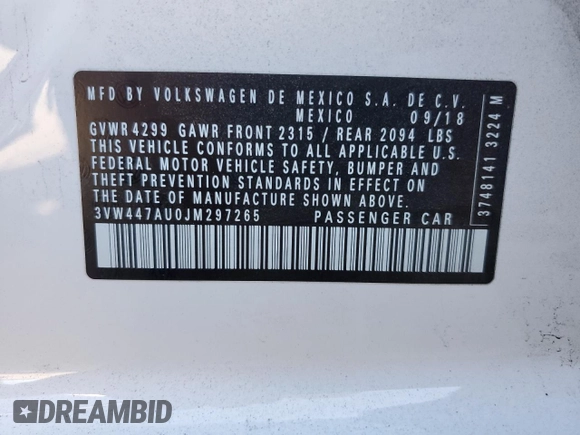 MFD BY VOLKSWAGEN DE MEXICO S.A. DE C.V.
MEXICO 09/18
GVWR 4299 GAWR FRONT 2315 / REAR 2094 LBS
THIS VEHICLE CONFORMS TO ALL APPLICABLE U.S.
FEDERAL MOTOR VEHICLE SAFETY, BUMPER AND
THEFT PREVENTION STANDARDS IN EFFECT ON
THE DATE OF MANUFACTURE SHOWN ABOVE.
3VW447AU0JM297265 PASSENGER CAR
3748141 3224 M
DREAMBID